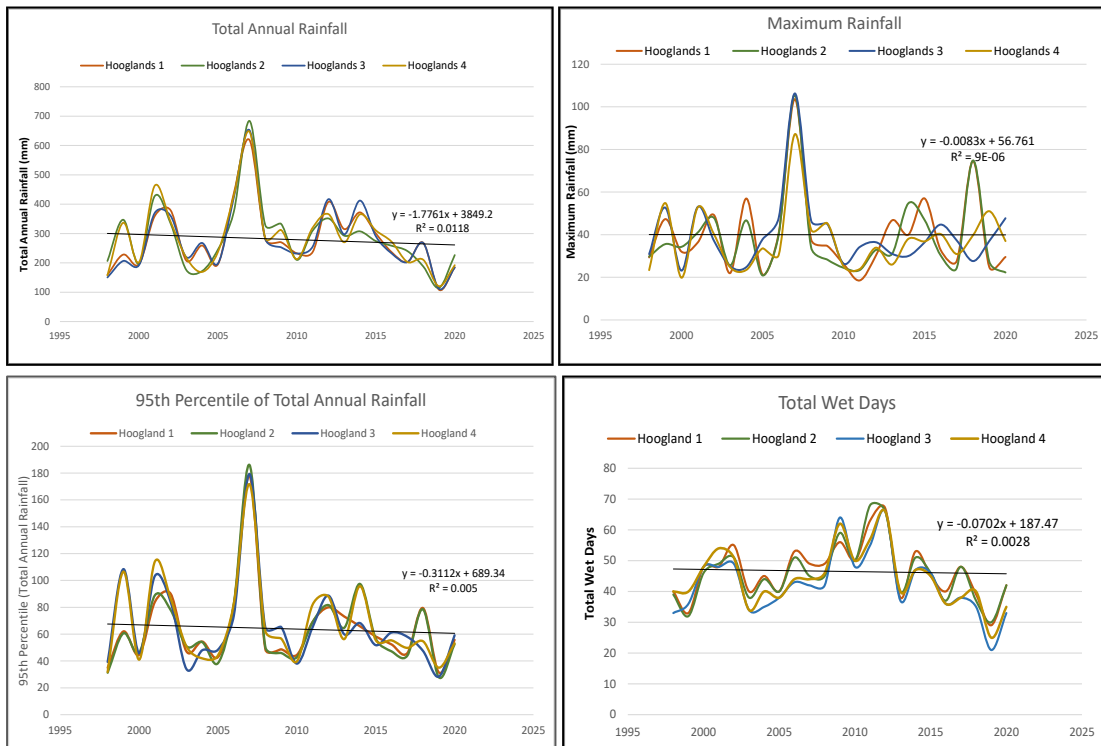 Total Annual Rainfall
Hooglands 1 Hooglands 2 Hooglands 3 Hooglands 4
Total Annual Rainfall (mm)
800
700
600
500
400
300
200
100
0
y = -1.7761x + 3849.2
R² = 0.0118
1995 2000 2005 2010 2015 2020 2025
Maximum Rainfall
Hooglands 1 Hooglands 2 Hooglands 3 Hooglands 4
Maximum Rainfall (mm)
120
100
80
60
40
20
0
y = -0.0083x + 56.761
R² = 9E-06
1995 2000 2005 2010 2015 2020 2025
95th Percentile of Total Annual Rainfall
Hoogland 1 Hoogland 2 Hoogland 3 Hoogland 4
95th Percentile (Total Annual Rainfall)
200
180
160
140
120
100
80
60
40
20
0
y = -0.3112x + 689.34
R² = 0.005
1995 2000 2005 2010 2015 2020 2025
Total Wet Days
Hoogland 1 Hoogland 2 Hoogland 3 Hoogland 4
Total Wet Days
80
70
60
50
40
30
20
10
0
y = -0.0702x + 187.47
R² = 0.0028
1995 2000 2005 2010 2015 2020 2025